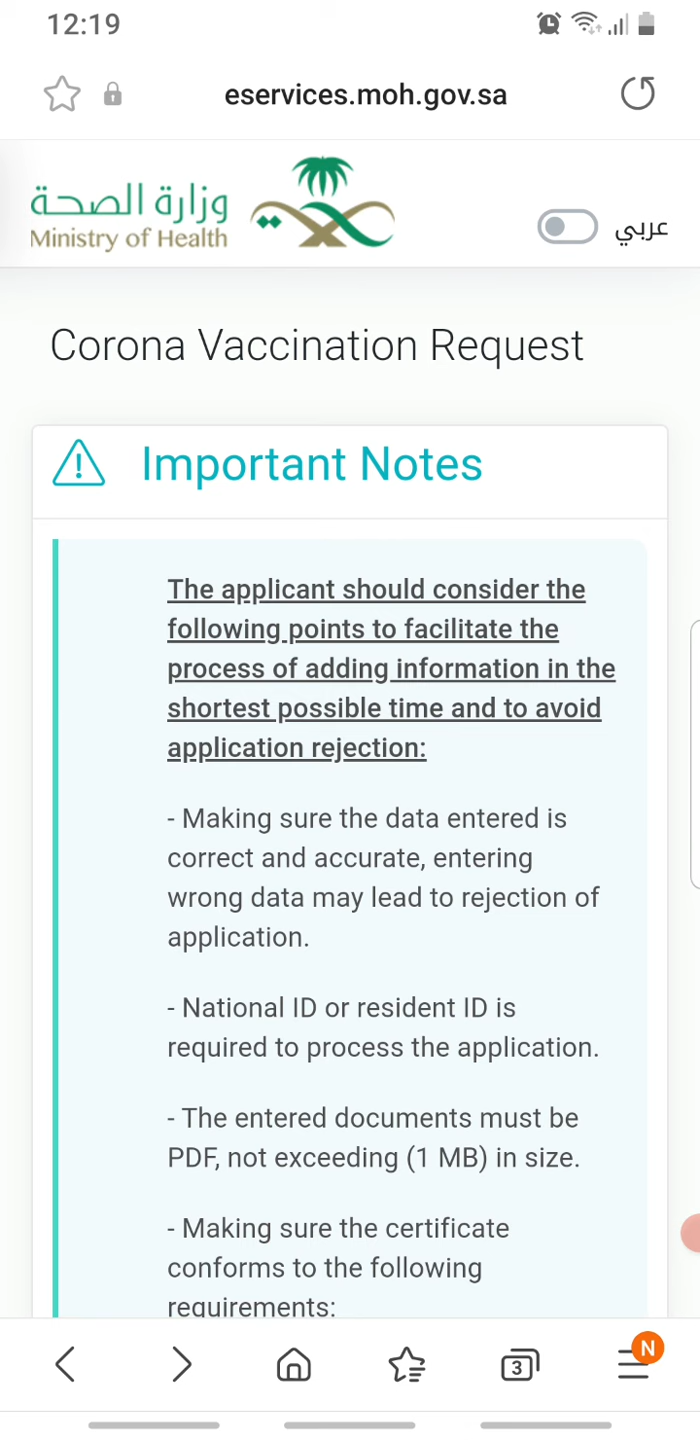 12:19
eservices.moh.gov.sa
وزارة الصحة
Ministry of Health
عربي
Corona Vaccination Request
Important Notes
The applicant should consider the
following points to facilitate the
process of adding information in the
shortest possible time and to avoid
application rejection:
- Making sure the data entered is
correct and accurate, entering
wrong data may lead to rejection of
application.
- National ID or resident ID is
required to process the application.
- The entered documents must be
PDF, not exceeding (1 MB) in size.
- Making sure the certificate
conforms to the following
requirements:
3
N